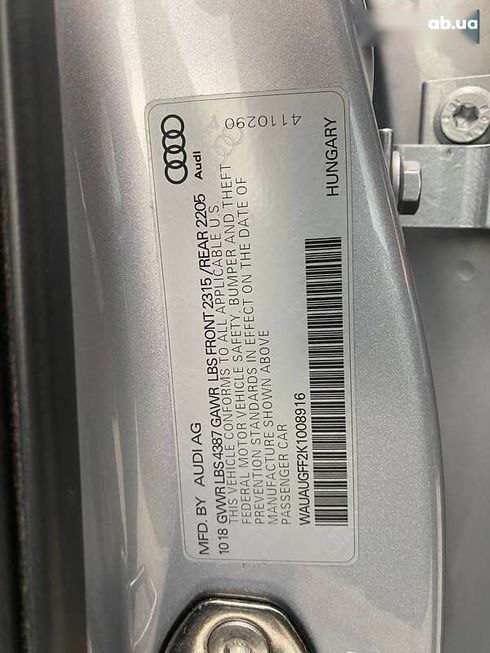 ab.ua
4110290
Audi
MFD. BY AUDI AG
10 18 GVWR LBS 4387 GAWR LBS FRONT 2315 /REAR 2205
THIS VEHICLE CONFORMS TO ALL APPLICABLE U.S.
FEDERAL MOTOR VEHICLE SAFETY, BUMPER AND THEFT
PREVENTION STANDARDS IN EFFECT ON THE DATE OF
MANUFACTURE SHOWN ABOVE
PASSENGER CAR
WAUAUGFF2K1008916
HUNGARY